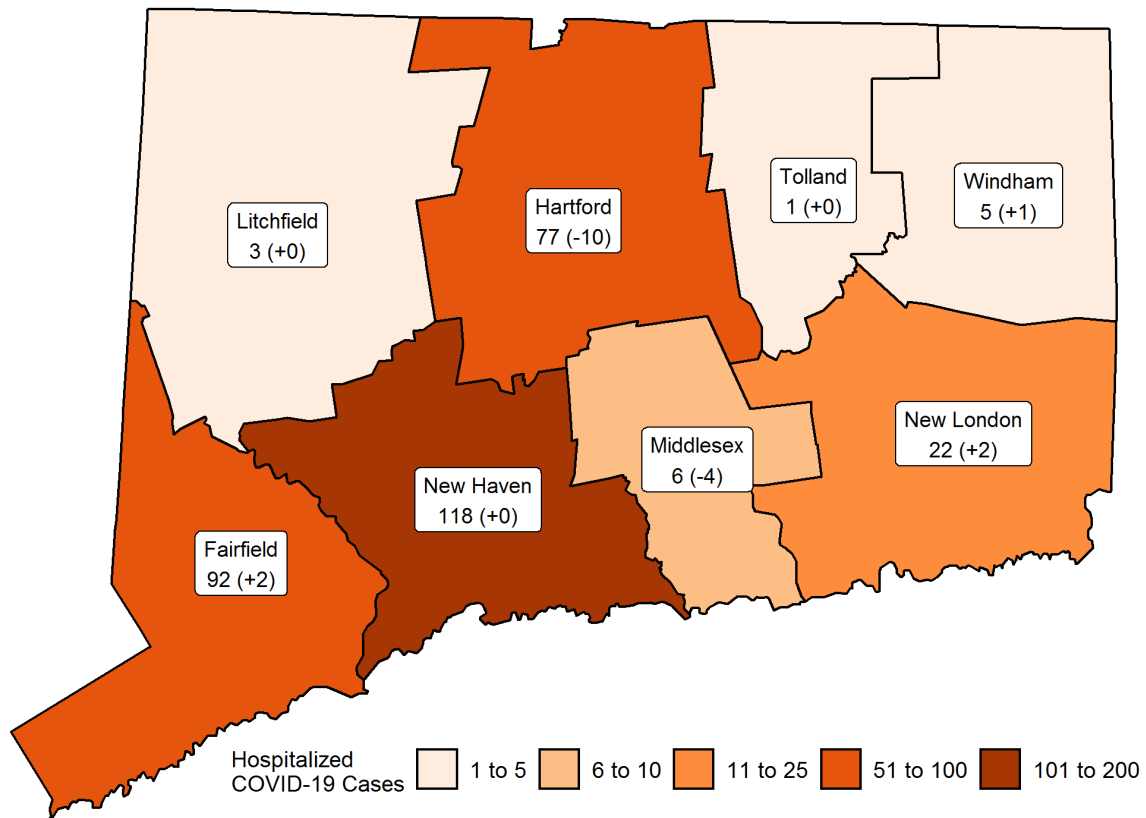 Litchfield
3 (+0)
Hartford
77 (-10)
Tolland
1 (+0)
Windham
5 (+1)
New Haven
118 (+0)
Middlesex
6 (-4)
New London
22 (+2)
Fairfield
92 (+2)
Hospitalized
COVID-19 Cases
1 to 5
6 to 10
11 to 25
51 to 100
101 to 200